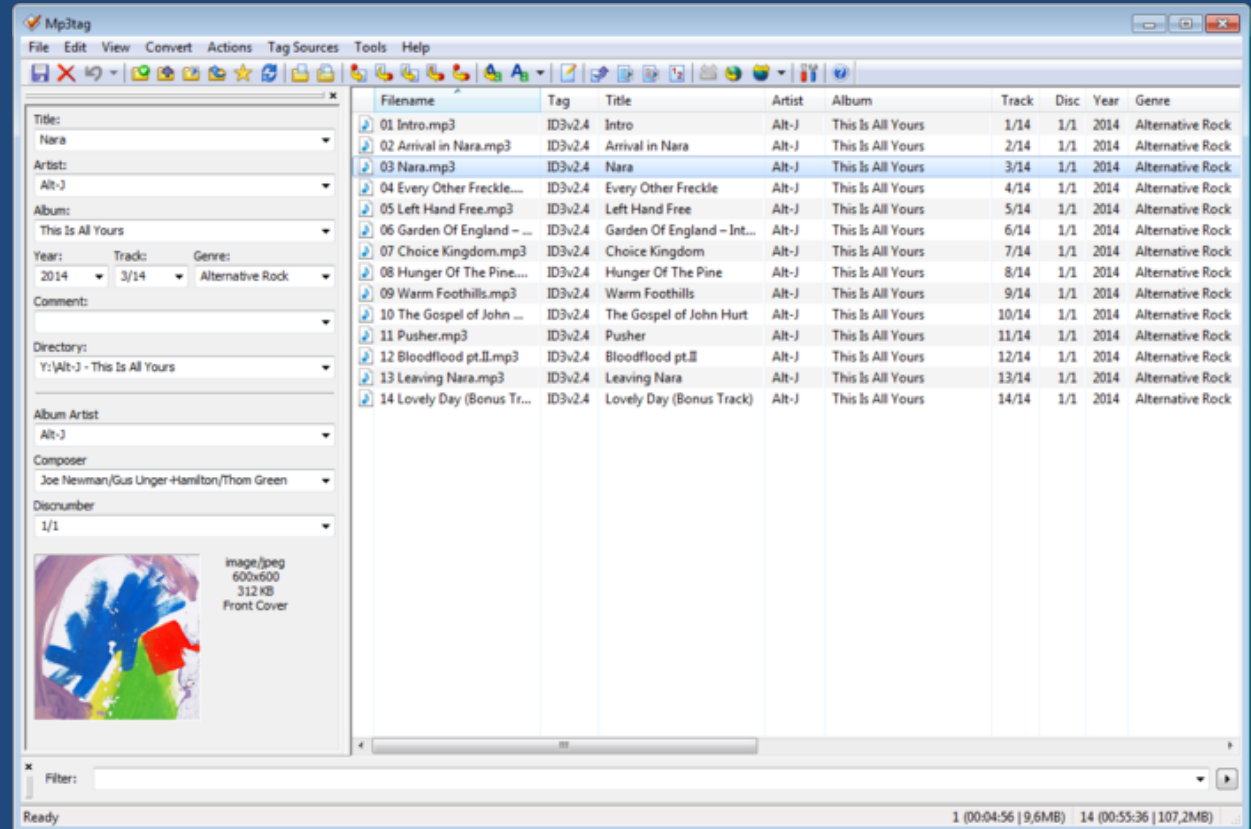 Mp3tag
File Edit View Convert Actions Tag Sources Tools Help
Title:
Nara
Artist:
Alt-J
Album:
This Is All Yours
Year: Track: Genre:
2014 3/14 Alternative Rock
Comment:
Directory:
Y:\Alt-J - This Is All Yours
Album Artist
Alt-J
Composer
Joe Newman/Gus Unger-Hamilton/Thom Green
Discnumber
1/1
image/jpeg
600x600
312 KB
Front Cover
Filename Tag Title Artist Album Track Disc Year Genre
01 Intro.mp3 ID3v2.4 Intro Alt-J This Is All Yours 1/14 1/1 2014 Alternative Rock
02 Arrival in Nara.mp3 ID3v2.4 Arrival in Nara Alt-J This Is All Yours 2/14 1/1 2014 Alternative Rock
03 Nara.mp3 ID3v2.4 Nara Alt-J This Is All Yours 3/14 1/1 2014 Alternative Rock
04 Every Other Freckle.... ID3v2.4 Every Other Freckle Alt-J This Is All Yours 4/14 1/1 2014 Alternative Rock
05 Left Hand Free.mp3 ID3v2.4 Left Hand Free Alt-J This Is All Yours 5/14 1/1 2014 Alternative Rock
06 Garden Of England – ... ID3v2.4 Garden Of England – Int... Alt-J This Is All Yours 6/14 1/1 2014 Alternative Rock
07 Choice Kingdom.mp3 ID3v2.4 Choice Kingdom Alt-J This Is All Yours 7/14 1/1 2014 Alternative Rock
08 Hunger Of The Pine.... ID3v2.4 Hunger Of The Pine Alt-J This Is All Yours 8/14 1/1 2014 Alternative Rock
09 Warm Foothills.mp3 ID3v2.4 Warm Foothills Alt-J This Is All Yours 9/14 1/1 2014 Alternative Rock
10 The Gospel of John ... ID3v2.4 The Gospel of John Hurt Alt-J This Is All Yours 10/14 1/1 2014 Alternative Rock
11 Pusher.mp3 ID3v2.4 Pusher Alt-J This Is All Yours 11/14 1/1 2014 Alternative Rock
12 Bloodflood pt.II.mp3 ID3v2.4 Bloodflood pt.II Alt-J This Is All Yours 12/14 1/1 2014 Alternative Rock
13 Leaving Nara.mp3 ID3v2.4 Leaving Nara Alt-J This Is All Yours 13/14 1/1 2014 Alternative Rock
14 Lovely Day (Bonus Tr... ID3v2.4 Lovely Day (Bonus Track) Alt-J This Is All Yours 14/14 1/1 2014 Alternative Rock
Filter:
Ready 1 (00:04:56 | 9,6MB) 14 (00:55:36 | 107,2MB)